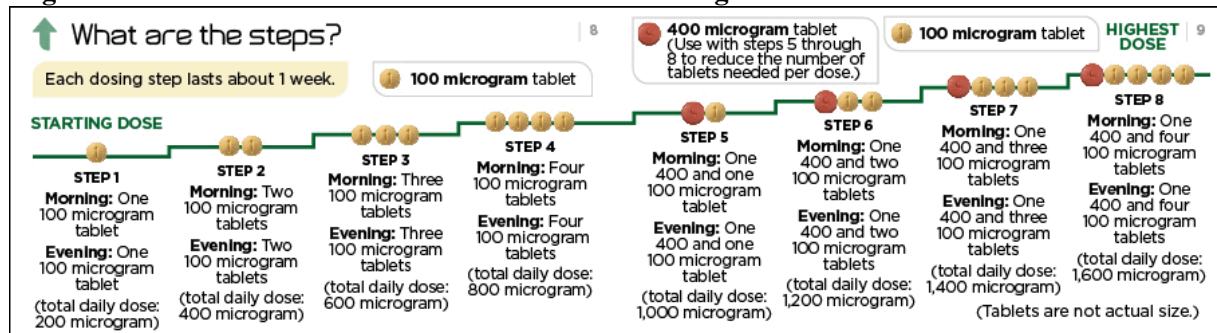 What are the steps?
8
Each dosing step lasts about 1 week.
100 microgram tablet
400 microgram tablet
(Use with steps 5 through
8 to reduce the number of
tablets needed per dose.)
100 microgram tablet
HIGHEST
DOSE
9
STARTING DOSE
STEP 1
Morning: One
100 microgram
tablet
Evening: One
100 microgram
tablet
(total daily dose:
200 microgram)
STEP 2
Morning: Two
100 microgram
tablets
Evening: Two
100 microgram
tablets
(total daily dose:
400 microgram)
STEP 3
Morning: Three
100 microgram
tablets
Evening: Three
100 microgram
tablets
(total daily dose:
600 microgram)
STEP 4
Morning: Four
100 microgram
tablets
Evening: Four
100 microgram
tablets
(total daily dose:
800 microgram)
STEP 5
Morning: One
400 and one
100 microgram
tablet
Evening: One
400 and one
100 microgram
tablet
(total daily dose:
1,000 microgram)
STEP 6
Morning: One
400 and two
100 microgram
tablets
Evening: One
400 and two
100 microgram
tablets
(total daily dose:
1,200 microgram)
STEP 7
Morning: One
400 and three
100 microgram
tablets
Evening: One
400 and three
100 microgram
tablets
(total daily dose:
1,400 microgram)
STEP 8
Morning: One
400 and four
100 microgram
tablets
Evening: One
400 and four
100 microgram
tablets
(total daily dose:
1,600 microgram)
(Tablets are not actual size.)